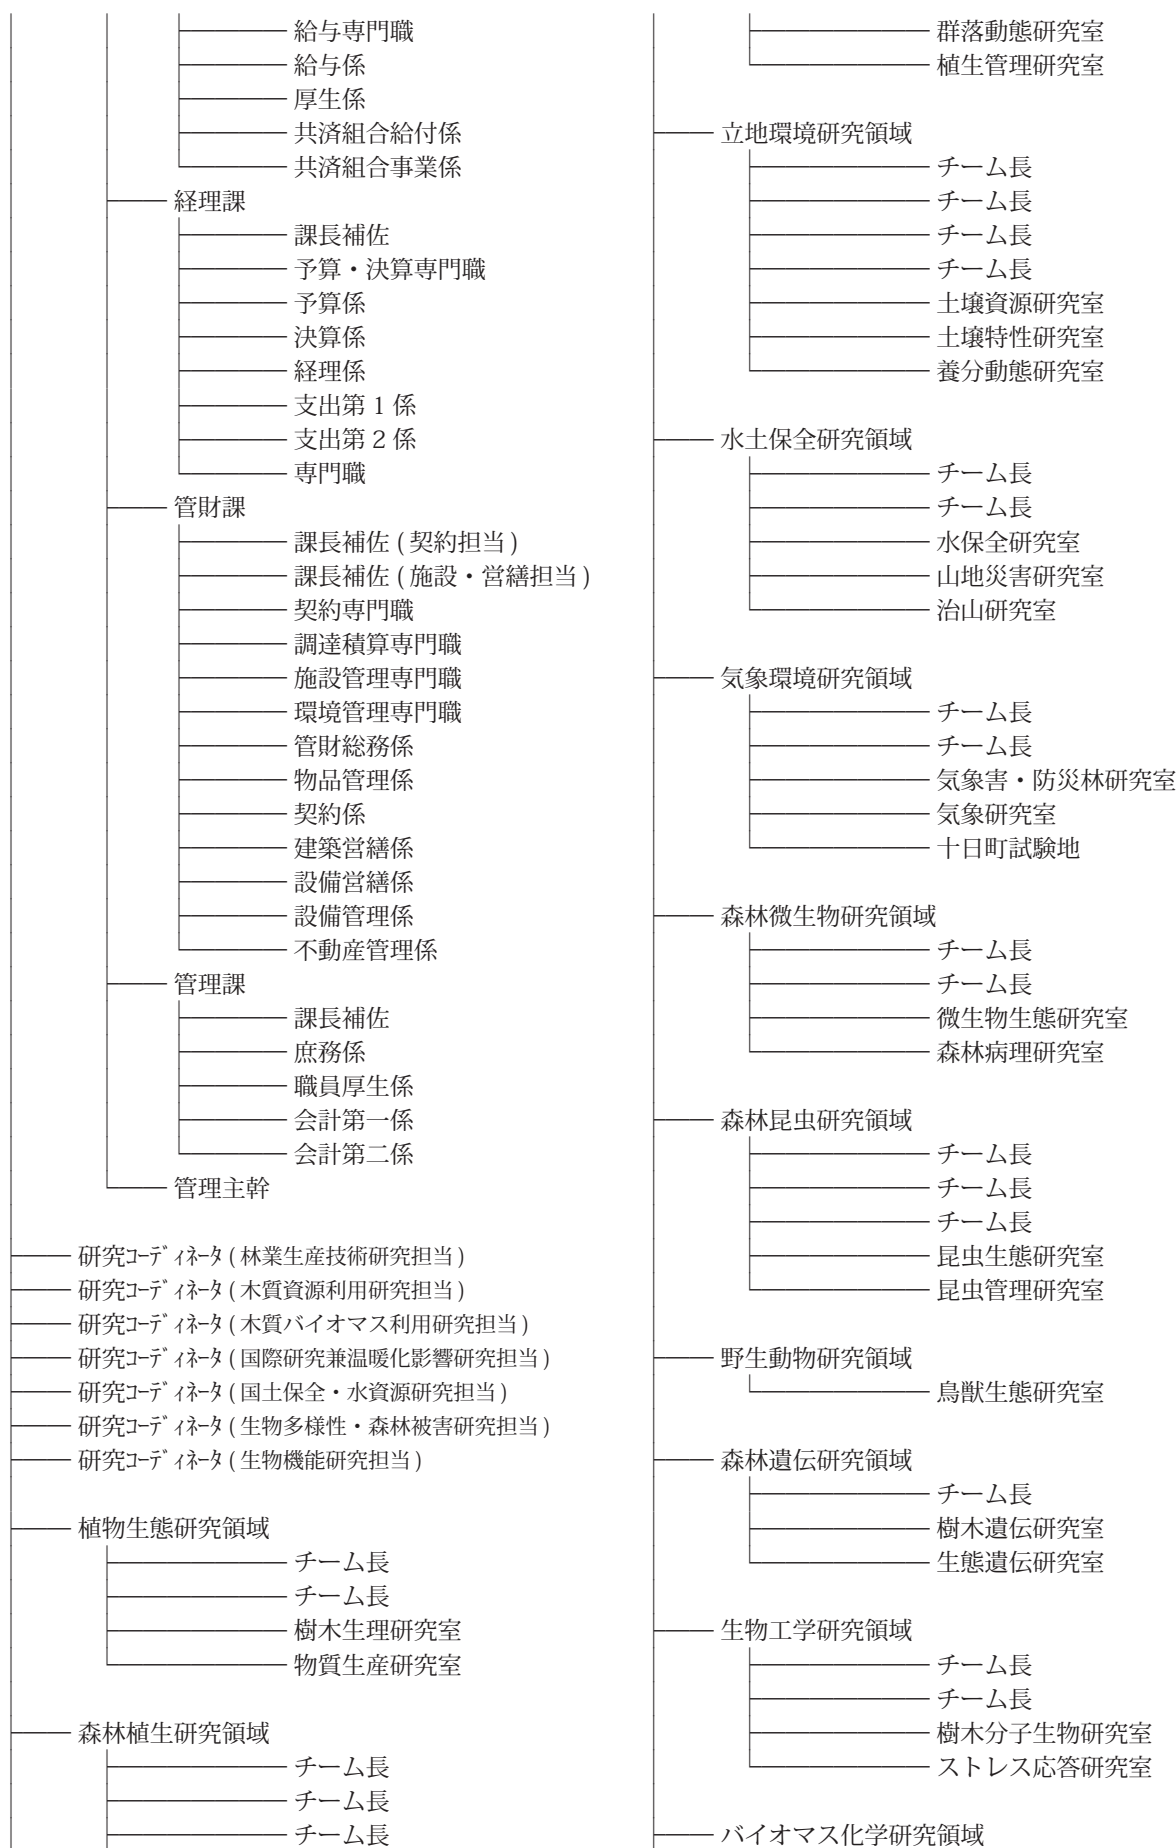 給与専門職
給与係
厚生係
共済組合給付係
共済組合事業係
経理課
課長補佐
予算・決算専門職
予算係
決算係
経理係
支出第 1 係
支出第 2 係
専門職
管財課
課長補佐 ( 契約担当 )
課長補佐 ( 施設・営繕担当 )
契約専門職
調達積算専門職
施設管理専門職
環境管理専門職
管財総務係
物品管理係
契約係
建築営繕係
設備営繕係
設備管理係
不動産管理係
管理課
課長補佐
庶務係
職員厚生係
会計第一係
会計第二係
管理主幹
研究ｺｰﾃﾞｨﾈｰﾀ ( 林業生産技術研究担当 )
研究ｺｰﾃﾞｨﾈｰﾀ ( 木質資源利用研究担当 )
研究ｺｰﾃﾞｨﾈｰﾀ ( 木質バイオマス利用研究担当 )
研究ｺｰﾃﾞｨﾈｰﾀ ( 国際研究兼温暖化影響研究担当 )
研究ｺｰﾃﾞｨﾈｰﾀ ( 国土保全・水資源研究担当 )
研究ｺｰﾃﾞｨﾈｰﾀ ( 生物多様性・森林被害研究担当 )
研究ｺｰﾃﾞｨﾈｰﾀ ( 生物機能研究担当 )
植物生態研究領域
チーム長
チーム長
樹木生理研究室
物質生産研究室
森林植生研究領域
チーム長
チーム長
チーム長
群落動態研究室
植生管理研究室
立地環境研究領域
チーム長
チーム長
チーム長
チーム長
土壌資源研究室
土壌特性研究室
養分動態研究室
水土保全研究領域
チーム長
チーム長
水保全研究室
山地災害研究室
治山研究室
気象環境研究領域
チーム長
チーム長
気象害・防災林研究室
気象研究室
十日町試験地
森林微生物研究領域
チーム長
チーム長
微生物生態研究室
森林病理研究室
森林昆虫研究領域
チーム長
チーム長
チーム長
昆虫生態研究室
昆虫管理研究室
野生動物研究領域
鳥獣生態研究室
森林遺伝研究領域
チーム長
樹木遺伝研究室
生態遺伝研究室
生物工学研究領域
チーム長
チーム長
樹木分子生物研究室
ストレス応答研究室
バイオマス化学研究領域